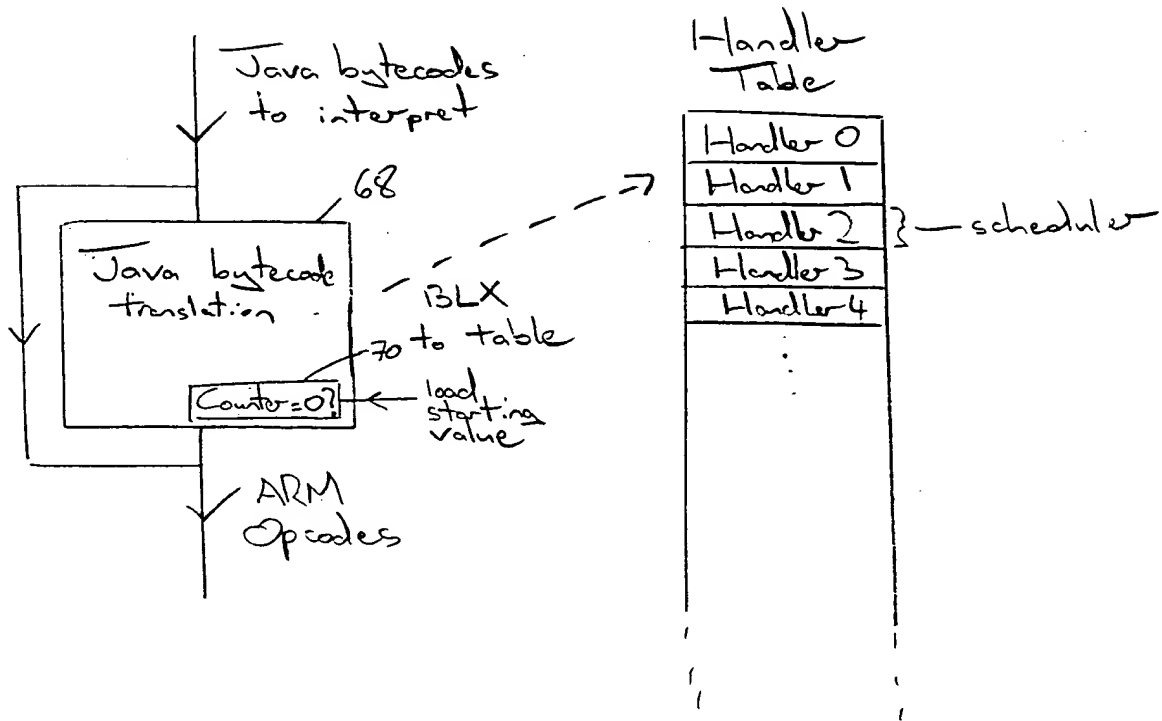 Java bytecodes
to interpret
68
Java bytecode
translation
BLX
to table
70
Counter=0?
load
starting
value
ARM
Opcodes
Handler
Table
Handler 0
Handler 1
Handler 2
scheduler
Handler 3
Handler 4